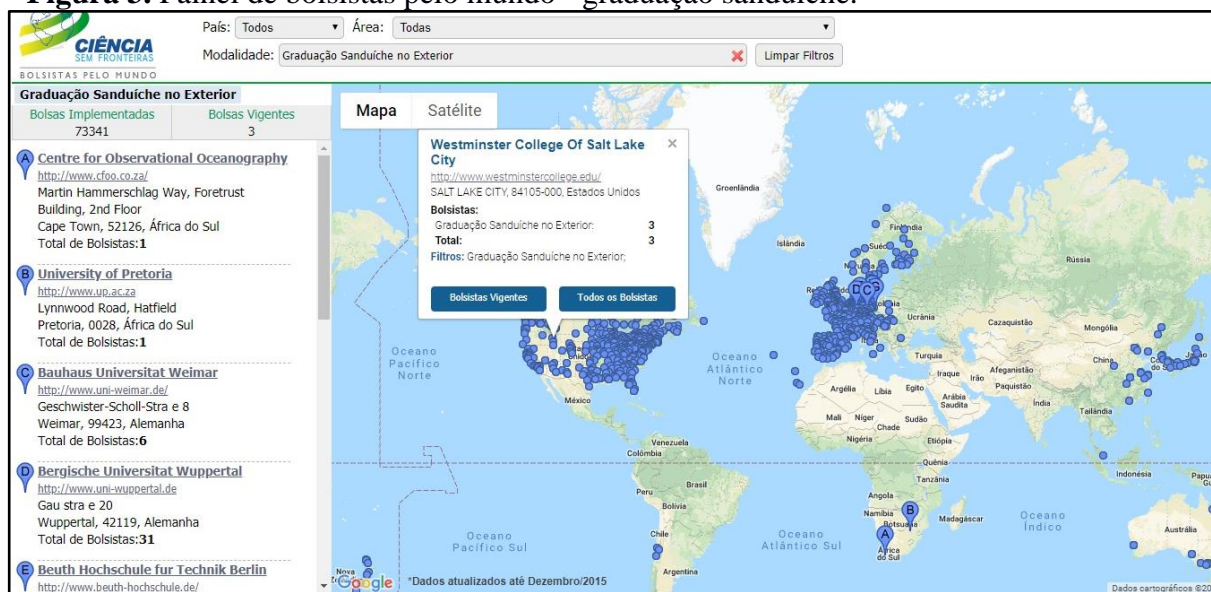 Figura 3. Painel de bolsistas pelo mundo - graduação sanduíche.
CIÊNCIA
SEM FRONTEIRAS
BOLSISTAS PELO MUNDO
País: Todos
Área: Todas
Modalidade: Graduação Sanduíche no Exterior
Limpar Filtros
Graduação Sanduíche no Exterior
Bolsas Implementadas
73341
Bolsas Vigentes
3
A
Centre for Observational Oceanography
http://www.cfoo.co.za/
Martin Hammerschlag Way, Foretrust
Building, 2nd Floor
Cape Town, 52126, África do Sul
Total de Bolsistas:1
B
University of Pretoria
http://www.up.ac.za
Lynnwood Road, Hatfield
Pretoria, 0028, África do Sul
Total de Bolsistas:1
C
Bauhaus Universitat Weimar
http://www.uni-weimar.de/
Geschwister-Scholl-Stra e 8
Weimar, 99423, Alemanha
Total de Bolsistas:6
D
Bergische Universitat Wuppertal
http://www.uni-wuppertal.de
Gau stra e 20
Wuppertal, 42119, Alemanha
Total de Bolsistas:31
E
Beuth Hochschule fur Technik Berlin
http://www.beuth-hochschule.de/
Mapa
Satélite
Westminster College Of Salt Lake
City
http://www.westminstercollege.edu/
SALT LAKE CITY, 84105-000, Estados Unidos
Bolsistas:
Graduação Sanduíche no Exterior: 3
Total: 3
Filtros: Graduação Sanduíche no Exterior;
Bolsistas Vigentes
Todos os Bolsistas
Groenlândia
Islândia
Finlândia
Suécia
Rússia
Ucrânia
Cazaquistão
Mongólia
Turquia
China
Japão
Iraque
Irão
Afeganistão
Paquistão
Argélia
Líbia
Egito
Arábia
Saudita
Índia
Tailândia
Mali
Níger
Chade
Sudão
Nigéria
Etiópia
Quênia
Tanzânia
Indonésia
Angola
Namíbia
Botsuana
Madagáscar
África
do Sul
A
B
D
C
Oceano
Índico
Austrália
Oceano
Pacífico
Norte
Oceano
Atlântico
Norte
México
Venezuela
Colômbia
Peru
Brasil
Bolívia
Chile
Argentina
Oceano
Pacífico Sul
Oceano
Atlântico Sul
Nova
Google
*Dados atualizados até Dezembro/2015
Dados cartográficos ©20